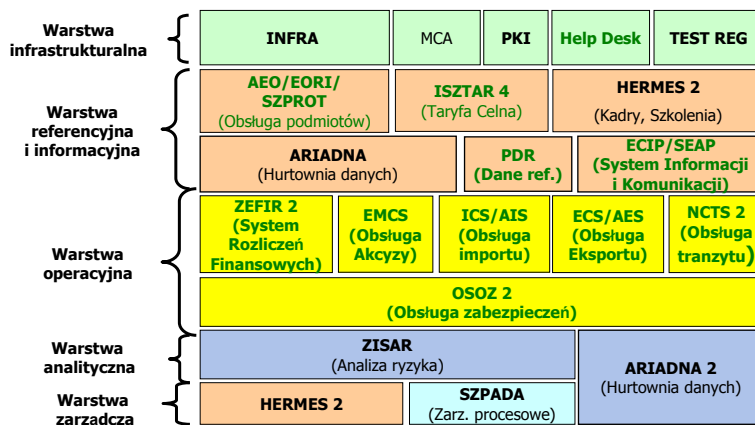 Warstwa
infrastrukturalna
INFRA
MCA
PKI
Help Desk
TEST REG
Warstwa
referencyjna
i informacyjna
AEO/EORI/
SZPROT
(Obsługa podmiotów)
ISZTAR 4
(Taryfa Celna)
HERMES 2
(Kadry, Szkolenia)
ARIADNA
(Hurtownia danych)
PDR
(Dane ref.)
ECIP/SEAP
(System Informacji
i Komunikacji)
Warstwa
operacyjna
ZEFIR 2
(System
Rozliczeń
Finansowych)
EMCS
(Obsługa
Akcyzy)
ICS/AIS
(Obsługa
importu)
ECS/AES
(Obsługa
Eksportu)
NCTS 2
(Obsługa
tranzytu)
OSOZ 2
(Obsługa zabezpieczeń)
Warstwa
analityczna
ZISAR
(Analiza ryzyka)
ARIADNA 2
(Hurtownia danych)
Warstwa
zarządcza
HERMES 2
SZPADA
(Zarz. procesowe)